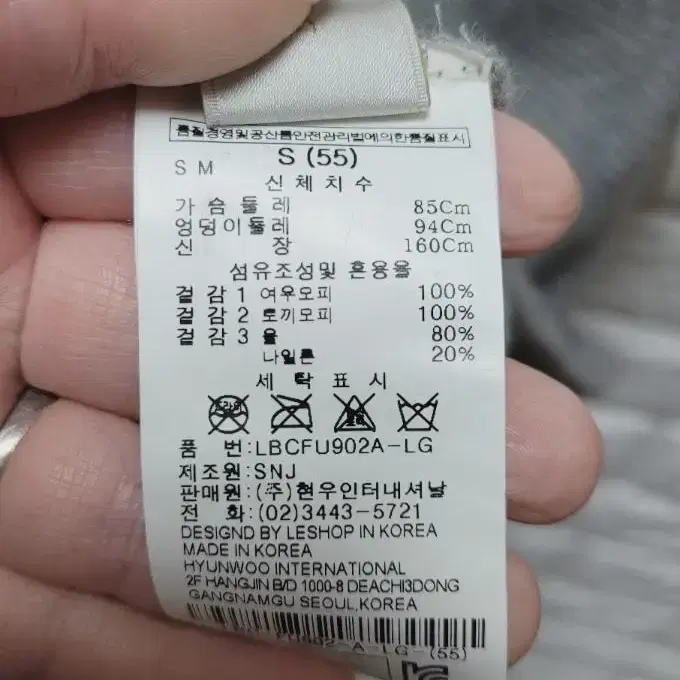 품질경영및공산품안전관리법에의한품질표시
S (55)
S M
신체치수
가슴둘레 85Cm
엉덩이둘레 94Cm
신장 160Cm
섬유조성및 혼용율
겉감1 여우모피 100%
겉감2 토끼모피 100%
겉감3 울 80%
나일론 20%
세탁표시
품번:LBCFU902A-LG
제조원:SNJ
판매원:(주)현우인터내셔날
전화:(02)3443-5721
DESIGND BY LESHOP IN KOREA
MADE IN KOREA
HYUNWOO INTERNATIONAL
2F HANGJIN B/D 1000-8 DEACHI3DONG
GANGNAMGU SEOUL,KOREA